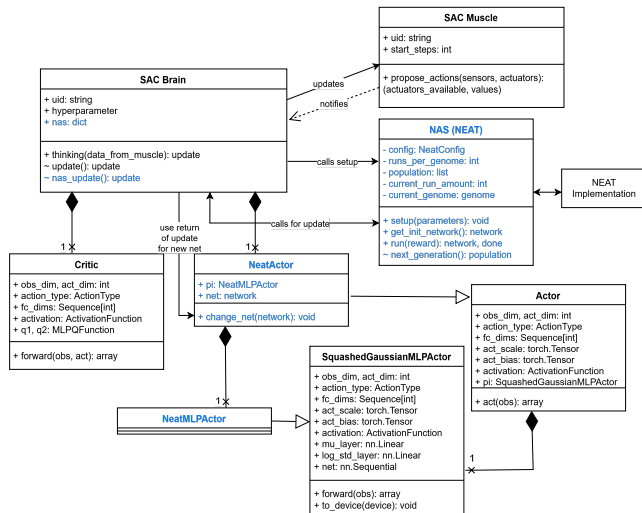 SAC Muscle
+ uid: string
+ start_steps: int
+ propose_actions(sensors, actuators):
(actuators_available, values)
SAC Brain
+ uid: string
+ hyperparameter
+ nas: dict
+ thinking(data_from_muscle): update
~ update(): update
~ nas_update(): update
updates
notifies
calls setup
calls for update
use return
of update
for new net
NAS (NEAT)
- config: NeatConfig
- runs_per_genome: int
- population: list
- current_run_amount: int
- current_genome: genome
+ setup(parameters): void
+ get_init_network(): network
+ run(reward): network, done
~ next_generation(): population
NEAT
Implementation
1
1
Critic
+ obs_dim, act_dim: int
+ action_type: ActionType
+ fc_dims: Sequence[int]
+ activation: ActivationFunction
+ q1, q2: MLPQFunction
+ forward(obs, act): array
NeatActor
+ pi: NeatMLPActor
+ net: network
+ change_net(network): void
Actor
+ obs_dim, act_dim: int
+ action_type: ActionType
+ fc_dims: Sequence[int]
+ act_scale: torch.Tensor
+ act_bias: torch.Tensor
+ activation: ActivationFunction
+ pi: SquashedGaussianMLPActor
+ act(obs): array
1
NeatMLPActor
SquashedGaussianMLPActor
+ obs_dim, act_dim: int
+ action_type: ActionType
+ fc_dims: Sequence[int]
+ act_scale: torch.Tensor
+ act_bias: torch.Tensor
+ activation: ActivationFunction
+ mu_layer: nn.Linear
+ log_std_layer: nn.Linear
+ net: nn.Sequential
+ forward(obs): array
+ to_device(device): void
1